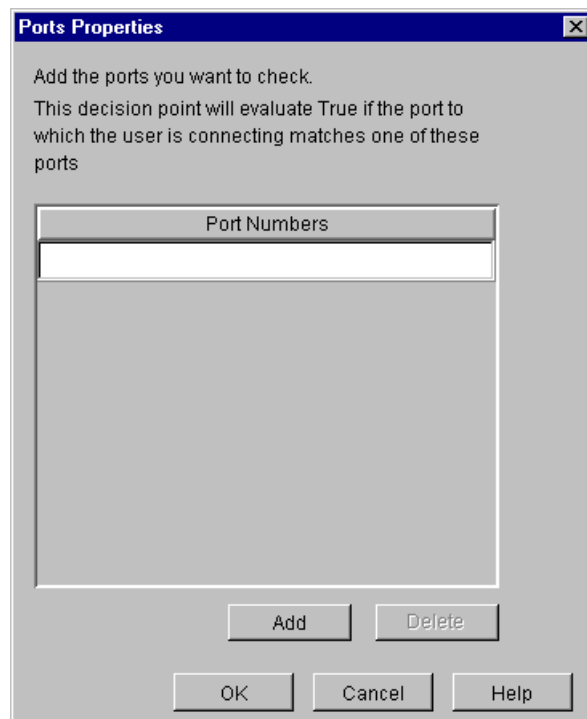 Ports Properties
Add the ports you want to check.
This decision point will evaluate True if the port to
which the user is connecting matches one of these
ports
Port Numbers
Add
Delete
OK
Cancel
Help